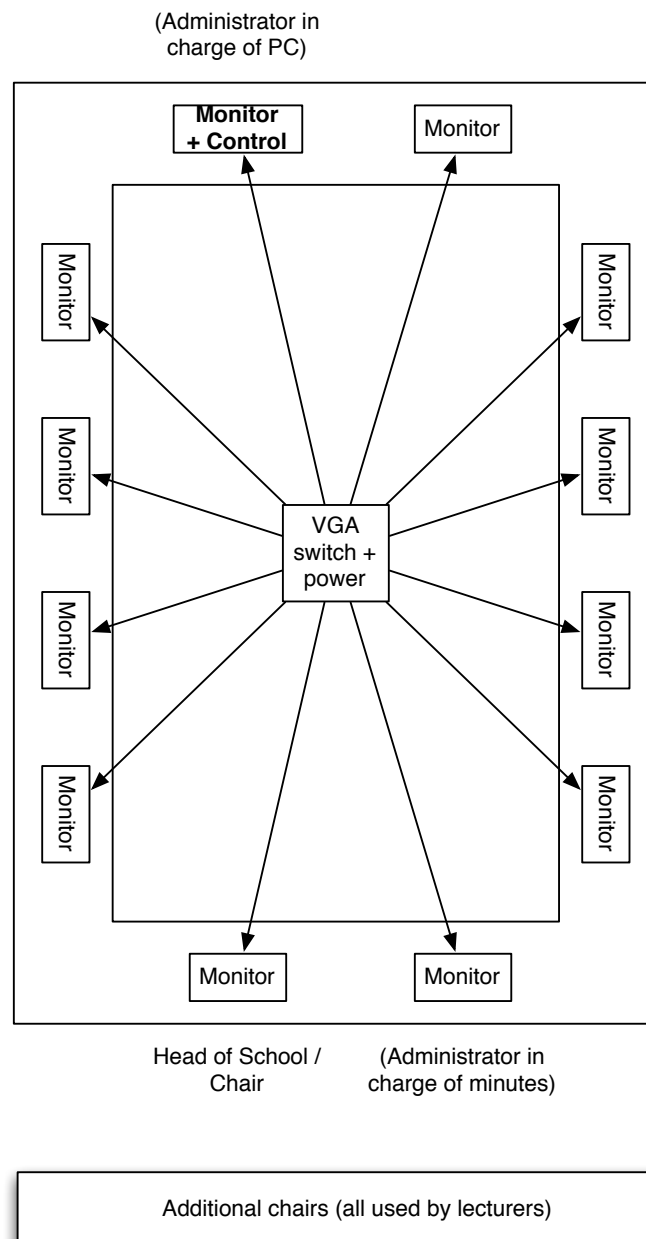 (Administrator in
charge of PC)
Monitor
+ Control
Monitor
Monitor
Monitor
Monitor
Monitor
VGA
switch +
power
Monitor
Monitor
Monitor
Monitor
Monitor
Monitor
Head of School /
Chair
(Administrator in
charge of minutes)
Additional chairs (all used by lecturers)